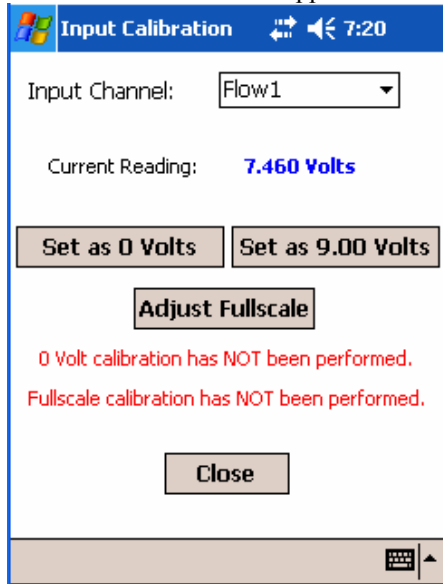 Input Calibration 7:20
Input Channel: Flow1
Current Reading: 7.460 Volts
Set as 0 Volts Set as 9.00 Volts
Adjust Fullscale
0 Volt calibration has NOT been performed.
Fullscale calibration has NOT been performed.
Close